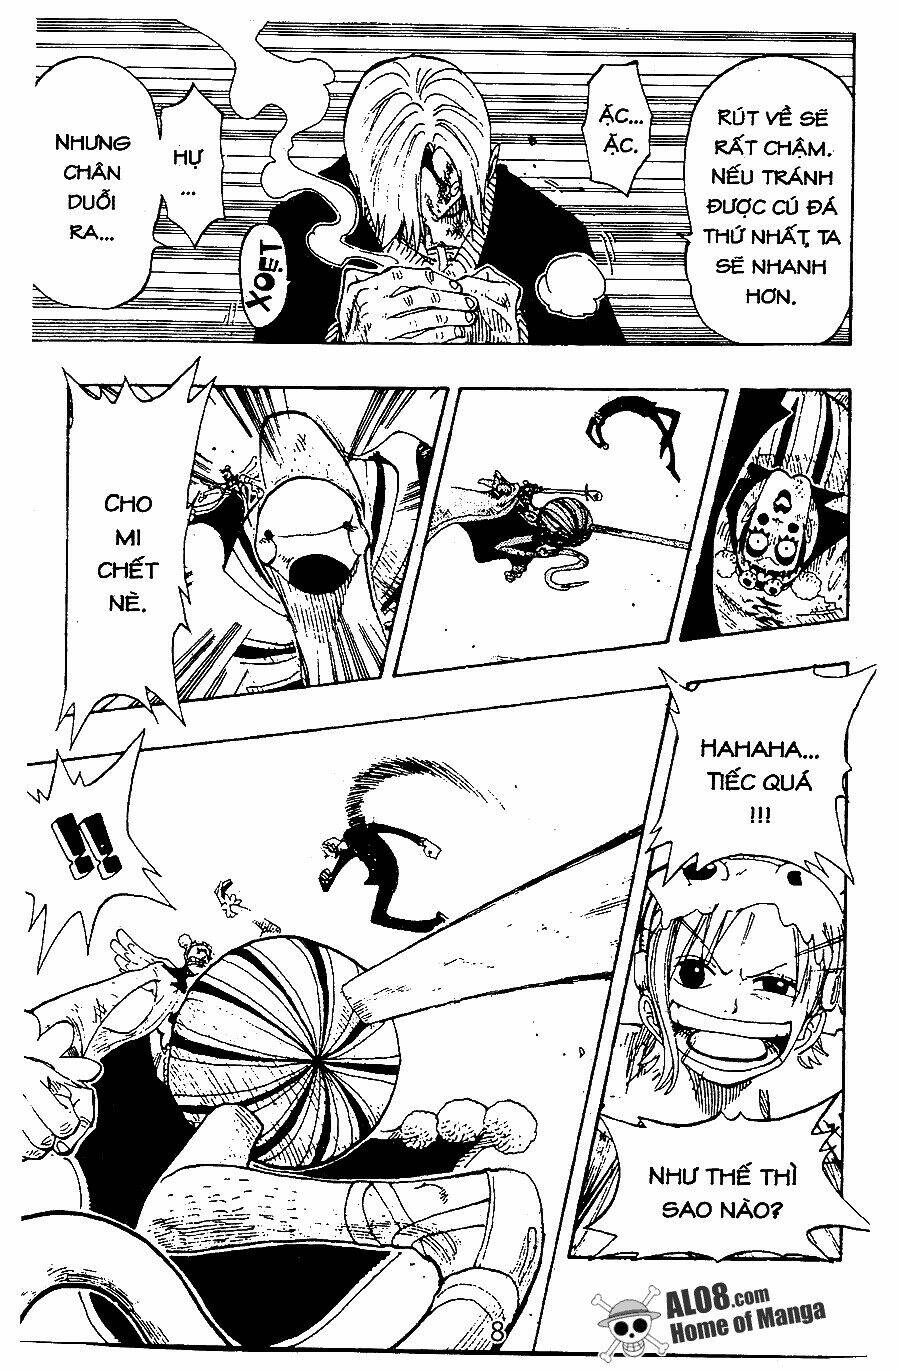 RÚT VỀ SẼ
RẤT CHẬM.
NẾU TRÁNH
ĐƯỢC CÚ ĐÁ
THỨ NHẤT, TA
SẼ NHANH
HƠN.
ẶC...
ẶC.
XOẸT
HỰ
...
NHƯNG
CHÂN
DUỖI
RA...
CHO
MI
CHẾT
NÈ.
HAHAHA...
TIẾC QUÁ
!!!
NHƯ THẾ THÌ
SAO NÀO?
!!
8
ALO8.com
Home of Manga